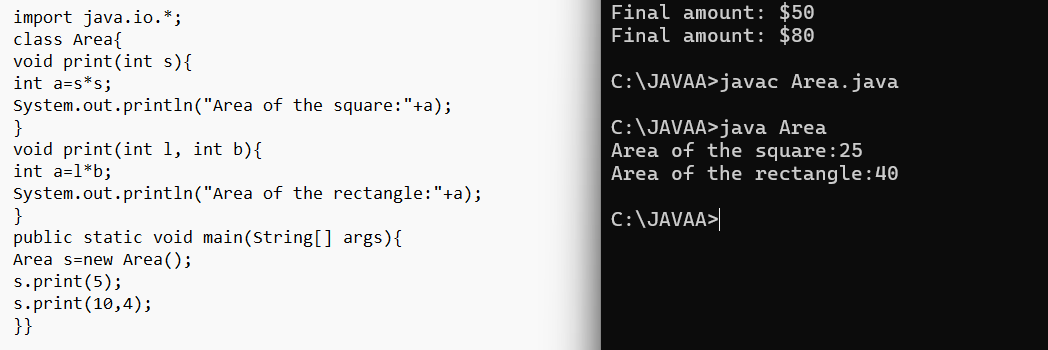 import java.io.*;
class Area{
void print(int s){
int a=s*s;
System.out.println("Area of the square:"+a);
}
void print(int l, int b){
int a=l*b;
System.out.println("Area of the rectangle:"+a);
}
public static void main(String[] args){
Area s=new Area();
s.print(5);
s.print(10,4);
}}
Final amount: $50
Final amount: $80
C:\JAVAA>javac Area.java
C:\JAVAA>java Area
Area of the square:25
Area of the rectangle:40
C:\JAVAA>